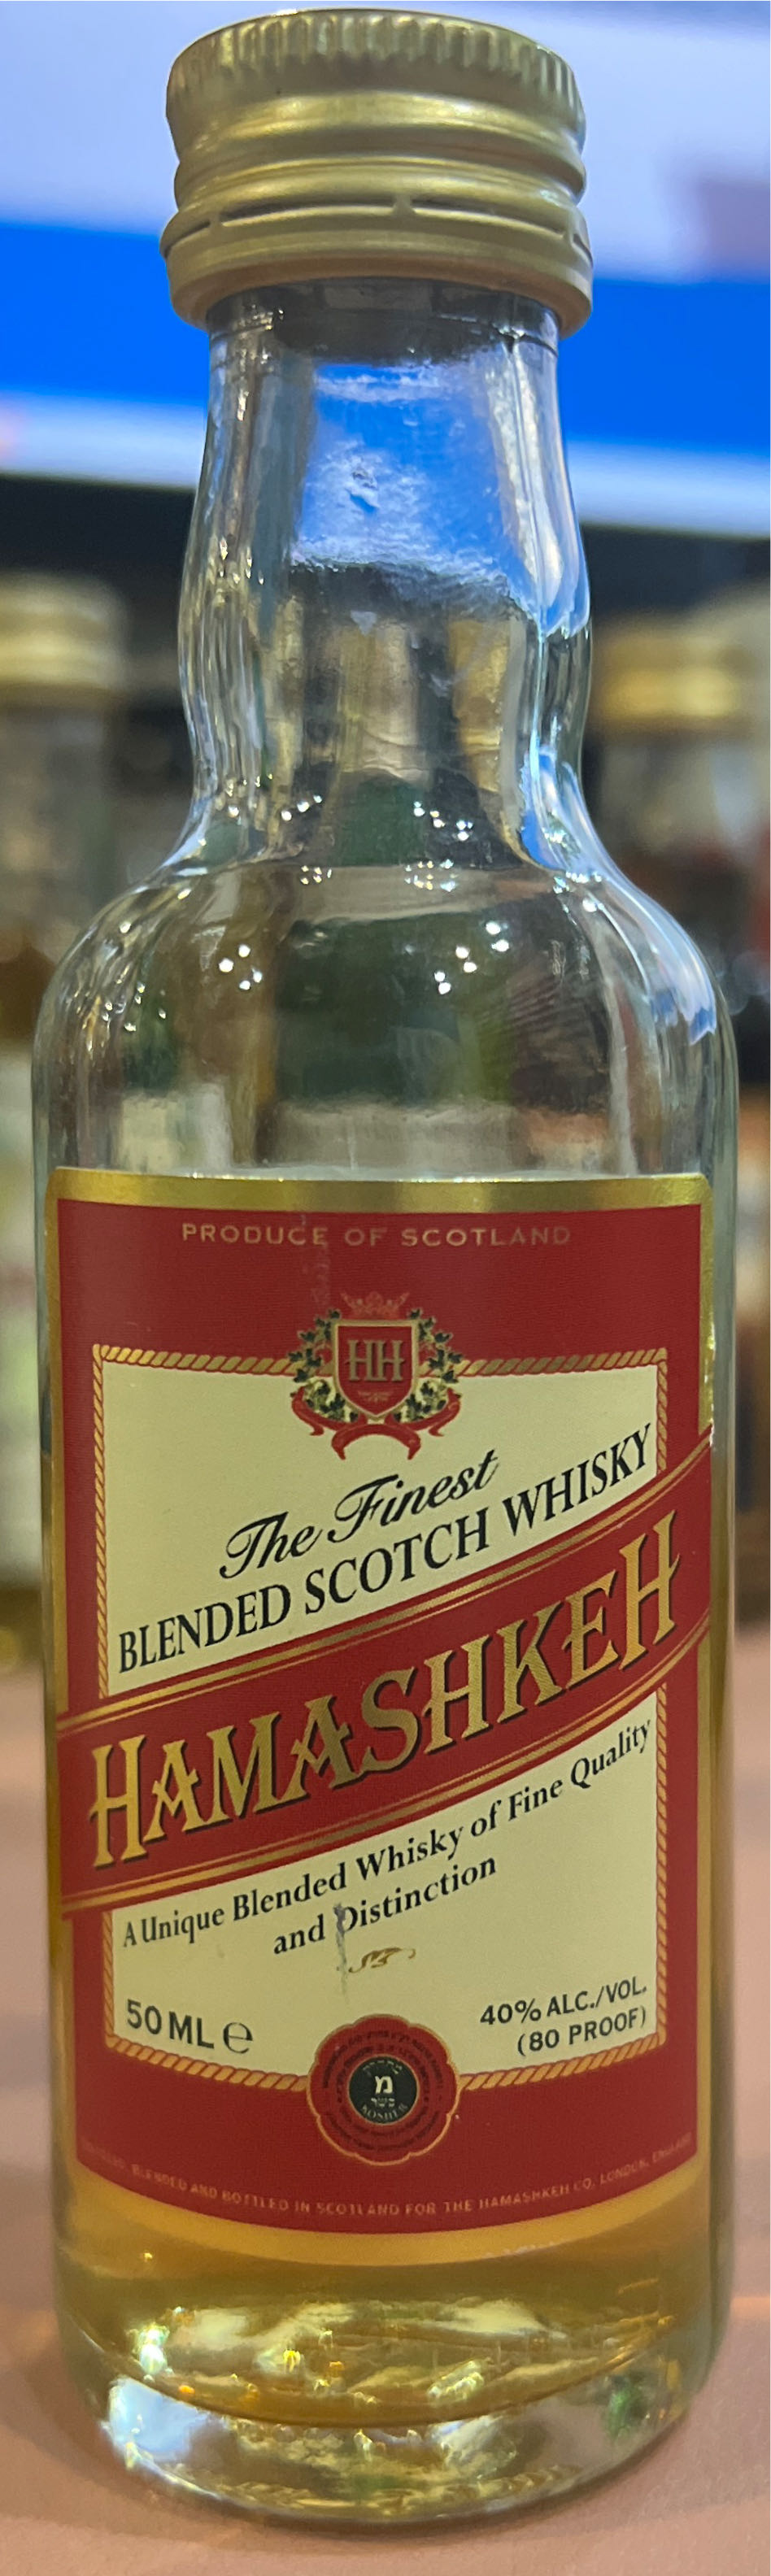 PRODUCE OF SCOTLAND
HH
The Finest
BLENDED SCOTCH WHISKY
HAMASHKEH
A Unique Blended Whisky of Fine Quality
and Distinction
50 ML e
40% ALC./VOL.
(80 PROOF)
מ
כשר
KOSHER
BLENDED AND BOTTLED IN SCOTLAND FOR THE HAMASHKEH CO. LONDON, ENGLAND